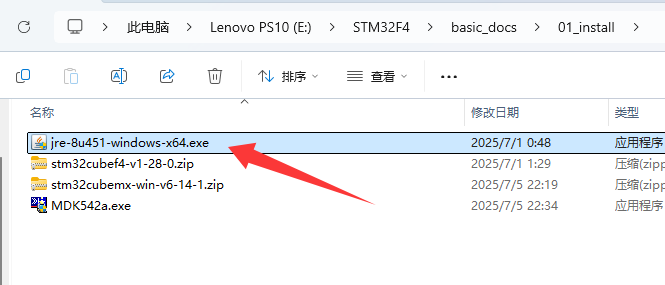 此电脑 > Lenovo PS10 (E:) > STM32F4 > basic_docs > 01_install >
排序 查看 ...
名称 修改日期 类型
jre-8u451-windows-x64.exe 2025/7/1 0:48 应用程序
stm32cubef4-v1-28-0.zip 2025/7/1 1:29 压缩(zipp
stm32cubemx-win-v6-14-1.zip 2025/7/5 22:19 压缩(zipp
MDK542a.exe 2025/7/5 22:34 应用程序